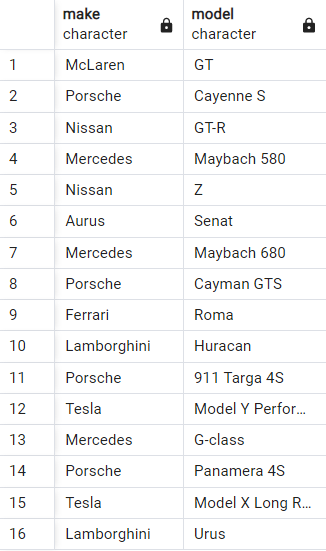 make model
character character
1 McLaren GT
2 Porsche Cayenne S
3 Nissan GT-R
4 Mercedes Maybach 580
5 Nissan Z
6 Aurus Senat
7 Mercedes Maybach 680
8 Porsche Cayman GTS
9 Ferrari Roma
10 Lamborghini Huracan
11 Porsche 911 Targa 4S
12 Tesla Model Y Perfor...
13 Mercedes G-class
14 Porsche Panamera 4S
15 Tesla Model X Long R...
16 Lamborghini Urus